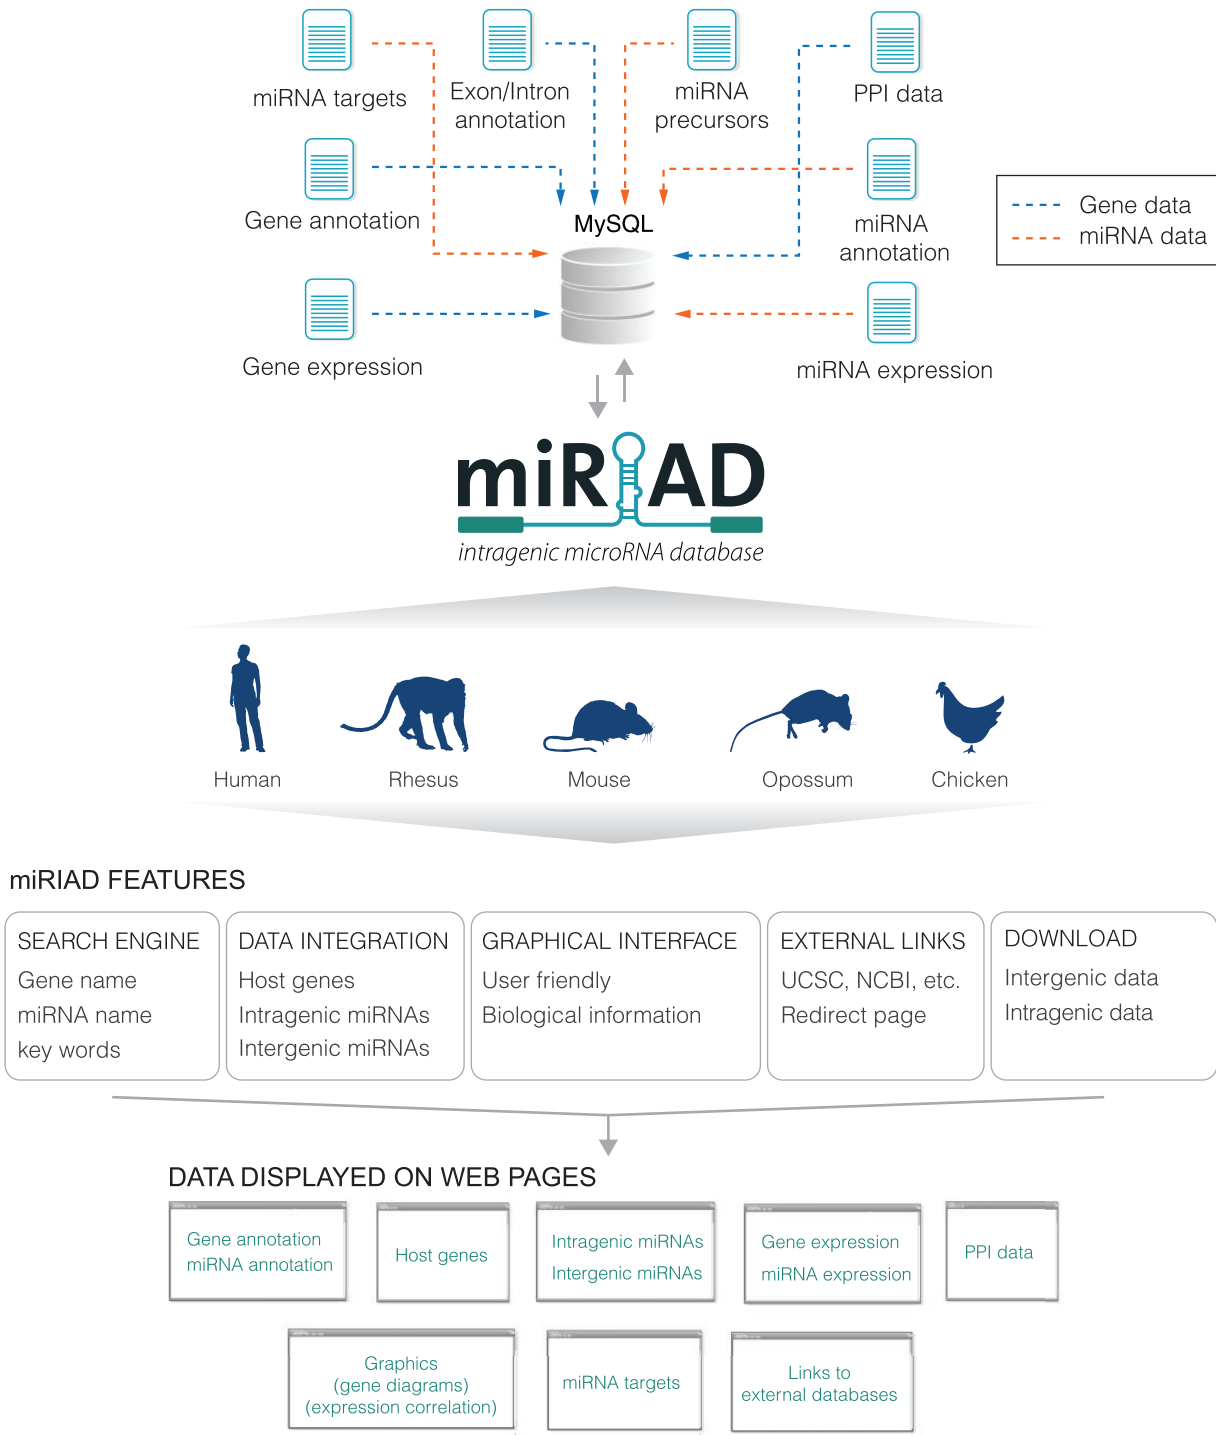 miRNA targets
Exon/Intron
annotation
miRNA
precursors
PPI data
Gene annotation
MySQL
miRNA
annotation
Gene data
miRNA data
Gene expression
miRNA expression
miRIAD
intragenic microRNA database
Human
Rhesus
Mouse
Opossum
Chicken
miRIAD FEATURES
SEARCH ENGINE
Gene name
miRNA name
key words
DATA INTEGRATION
Host genes
Intragenic miRNAs
Intergenic miRNAs
GRAPHICAL INTERFACE
User friendly
Biological information
EXTERNAL LINKS
UCSC, NCBI, etc.
Redirect page
DOWNLOAD
Intergenic data
Intragenic data
DATA DISPLAYED ON WEB PAGES
Gene annotation
miRNA annotation
Host genes
Intragenic miRNAs
Intergenic miRNAs
Gene expression
miRNA expression
PPI data
Graphics
(gene diagrams)
(expression correlation)
miRNA targets
Links to
external databases